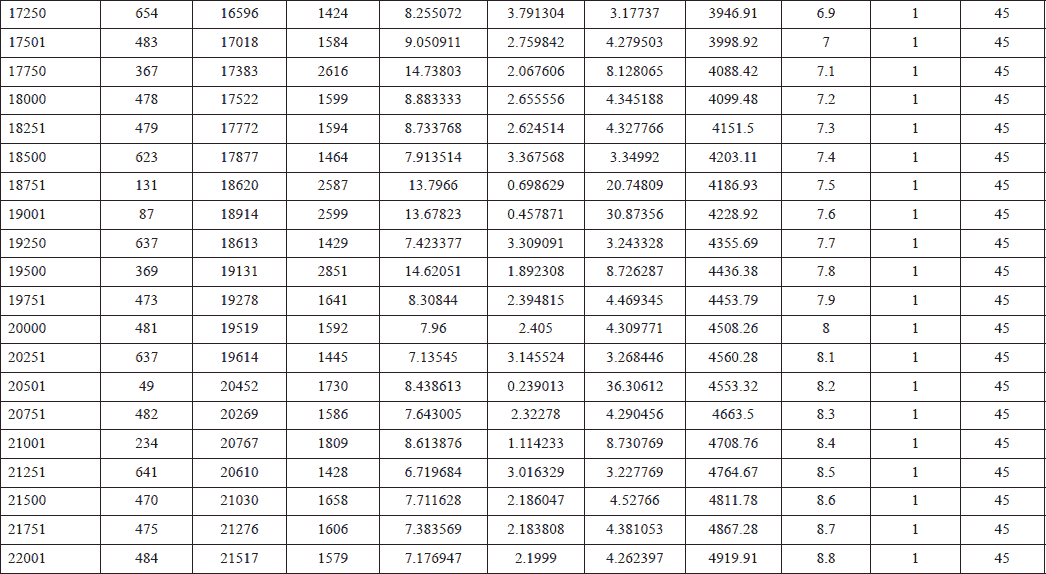 17250 654 16596 1424 8.255072 3.791304 3.17737 3946.91 6.9 1 45
17501 483 17018 1584 9.050911 2.759842 4.279503 3998.92 7 1 45
17750 367 17383 2616 14.73803 2.067606 8.128065 4088.42 7.1 1 45
18000 478 17522 1599 8.883333 2.655556 4.345188 4099.48 7.2 1 45
18251 479 17772 1594 8.733768 2.624514 4.327766 4151.5 7.3 1 45
18500 623 17877 1464 7.913514 3.367568 3.34992 4203.11 7.4 1 45
18751 131 18620 2587 13.7966 0.698629 20.74809 4186.93 7.5 1 45
19001 87 18914 2599 13.67823 0.457871 30.87356 4228.92 7.6 1 45
19250 637 18613 1429 7.423377 3.309091 3.243328 4355.69 7.7 1 45
19500 369 19131 2851 14.62051 1.892308 8.726287 4436.38 7.8 1 45
19751 473 19278 1641 8.30844 2.394815 4.469345 4453.79 7.9 1 45
20000 481 19519 1592 7.96 2.405 4.309771 4508.26 8 1 45
20251 637 19614 1445 7.13545 3.145524 3.268446 4560.28 8.1 1 45
20501 49 20452 1730 8.438613 0.239013 36.30612 4553.32 8.2 1 45
20751 482 20269 1586 7.643005 2.32278 4.290456 4663.5 8.3 1 45
21001 234 20767 1809 8.613876 1.114233 8.730769 4708.76 8.4 1 45
21251 641 20610 1428 6.719684 3.016329 3.227769 4764.67 8.5 1 45
21500 470 21030 1658 7.711628 2.186047 4.52766 4811.78 8.6 1 45
21751 475 21276 1606 7.383569 2.183808 4.381053 4867.28 8.7 1 45
22001 484 21517 1579 7.176947 2.1999 4.262397 4919.91 8.8 1 45